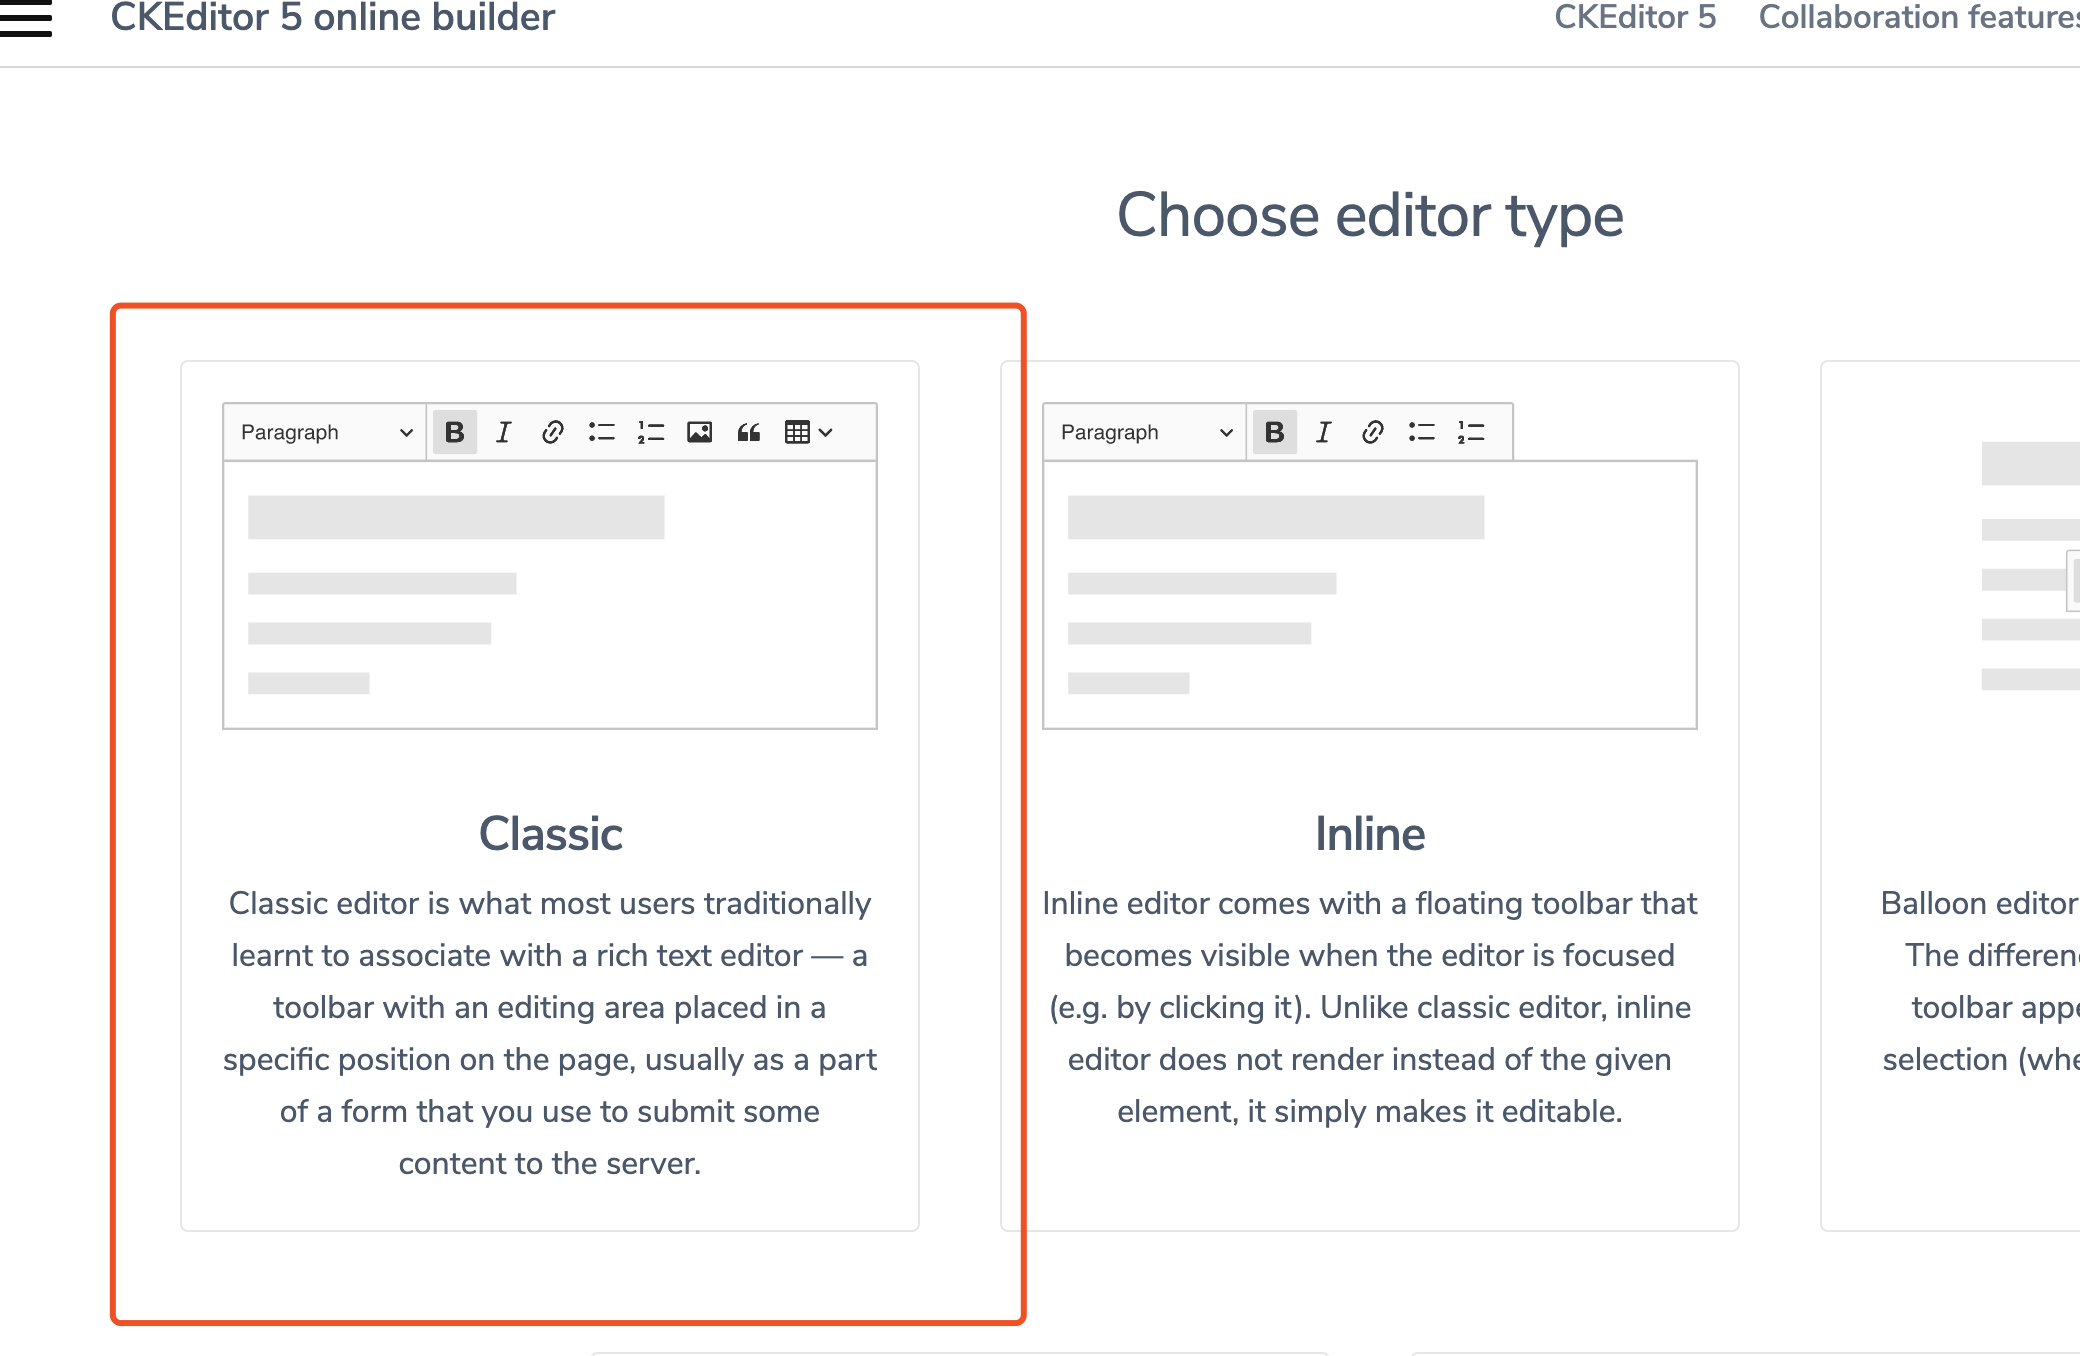 CKEditor 5 online builder
CKEditor 5 Collaboration features
Choose editor type
Paragraph
Classic
Classic editor is what most users traditionally
learnt to associate with a rich text editor — a
toolbar with an editing area placed in a
specific position on the page, usually as a part
of a form that you use to submit some
content to the server.
Paragraph
Inline
Inline editor comes with a floating toolbar that
becomes visible when the editor is focused
(e.g. by clicking it). Unlike classic editor, inline
editor does not render instead of the given
element, it simply makes it editable.
Balloon editor
The
toolbar
selection